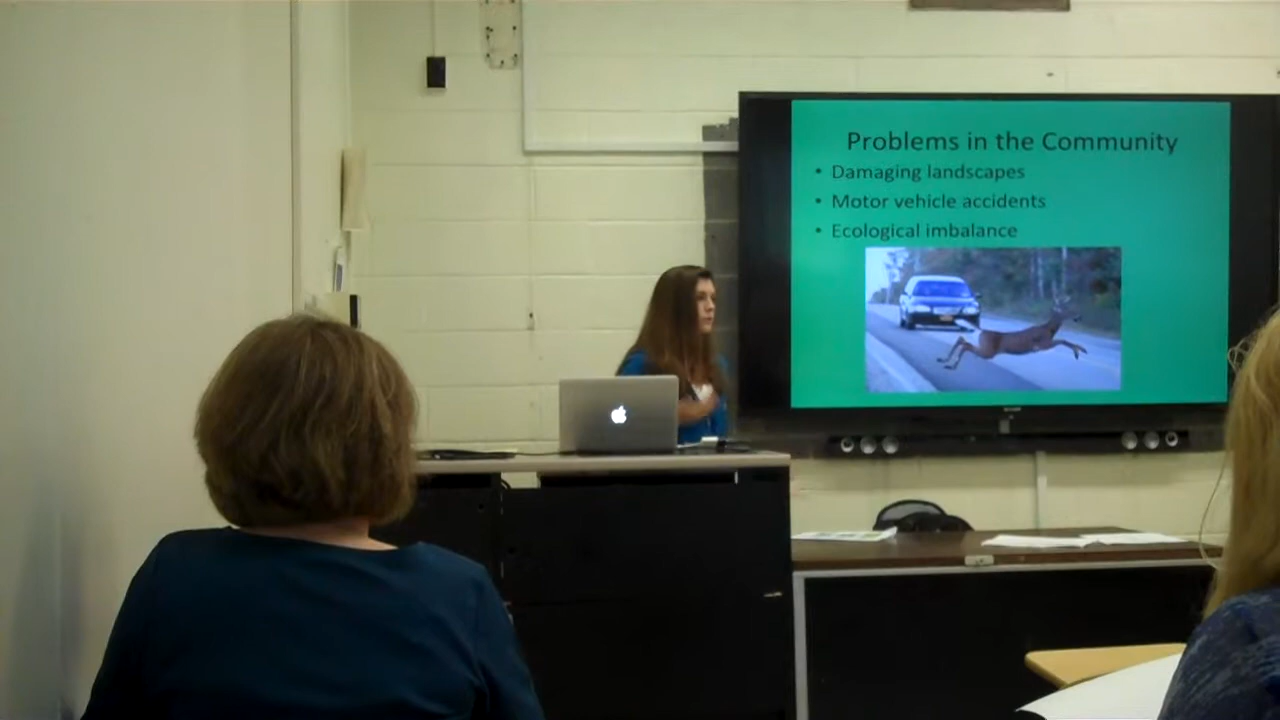 Problems in the Community
• Damaging landscapes
• Motor vehicle accidents
• Ecological imbalance